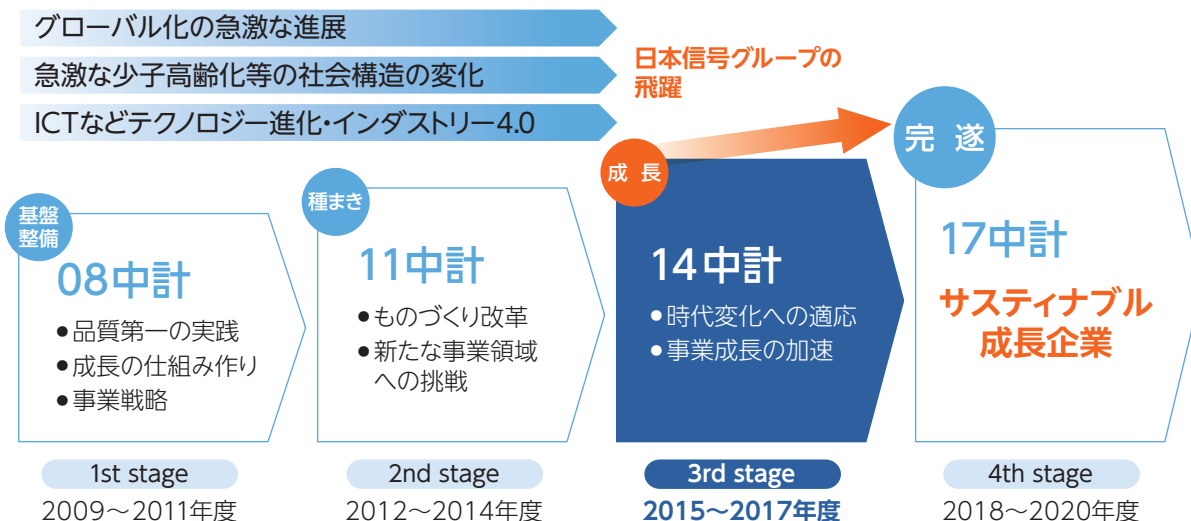 グローバル化の急激な進展
急激な少子高齢化等の社会構造の変化
ICTなどテクノロジー進化・インダストリー4.0
日本信号グループの
飛躍
基盤
整備
08中計
●品質第一の実践
●成長の仕組み作り
●事業戦略
1st stage
2009～2011年度
種まき
11中計
●ものづくり改革
●新たな事業領域
への挑戦
2nd stage
2012～2014年度
成 長
14中計
●時代変化への適応
●事業成長の加速
3rd stage
2015～2017年度
完 遂
17中計
サスティナブル
成長企業
4th stage
2018～2020年度